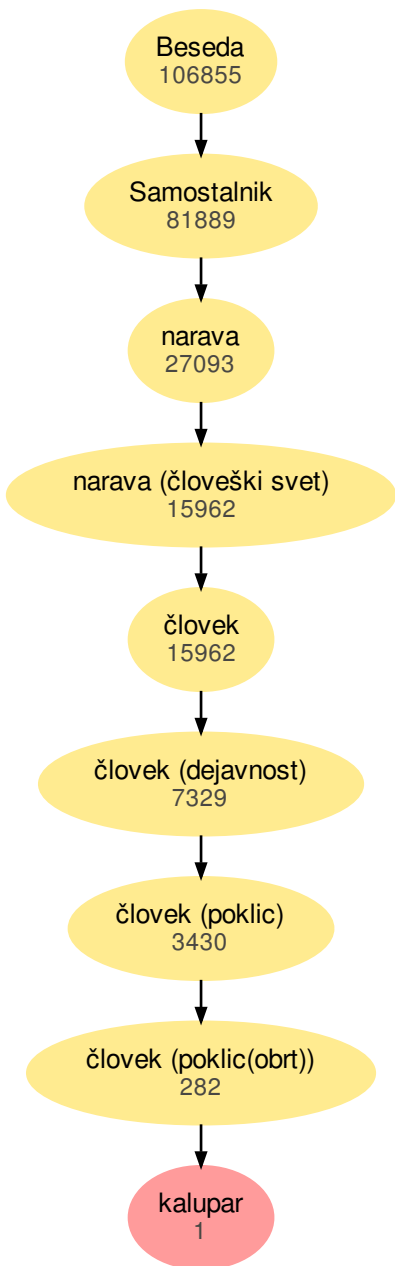 Beseda
106855
Samostalnik
81889
narava
27093
narava (človeški svet)
15962
človek
15962
človek (dejavnost)
7329
človek (poklic)
3430
človek (poklic(obrt))
282
kalupar
1